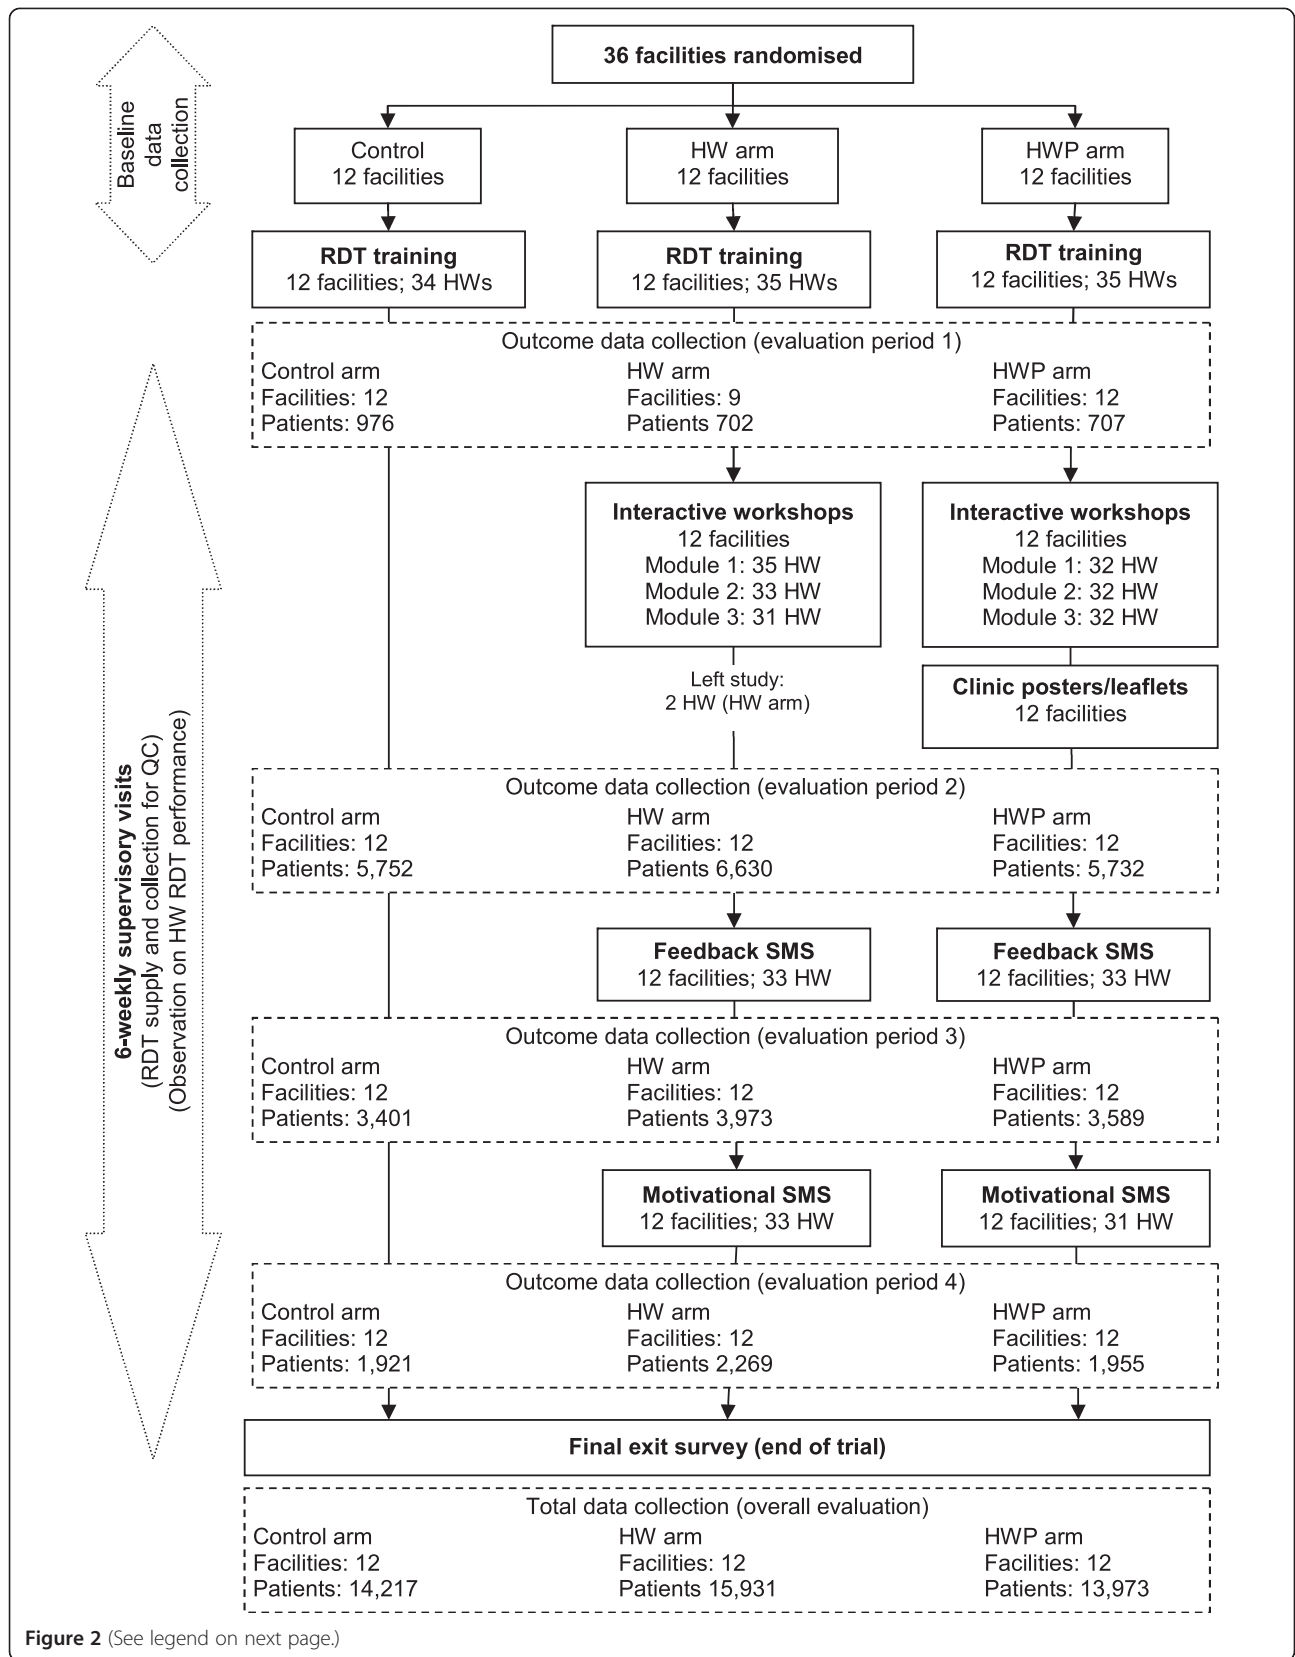 36 facilities randomised
Baseline
data
collection
Control
12 facilities
HW arm
12 facilities
HWP arm
12 facilities
RDT training
12 facilities; 34 HWs
RDT training
12 facilities; 35 HWs
RDT training
12 facilities; 35 HWs
Outcome data collection (evaluation period 1)
Control arm
Facilities: 12
Patients: 976
HW arm
Facilities: 9
Patients 702
HWP arm
Facilities: 12
Patients: 707
6-weekly supervisory visits
(RDT supply and collection for QC)
(Observation on HW RDT performance)
Interactive workshops
12 facilities
Module 1: 35 HW
Module 2: 33 HW
Module 3: 31 HW
Interactive workshops
12 facilities
Module 1: 32 HW
Module 2: 32 HW
Module 3: 32 HW
Left study:
2 HW (HW arm)
Clinic posters/leaflets
12 facilities
Outcome data collection (evaluation period 2)
Control arm
Facilities: 12
Patients: 5,752
HW arm
Facilities: 12
Patients 6,630
HWP arm
Facilities: 12
Patients: 5,732
Feedback SMS
12 facilities; 33 HW
Feedback SMS
12 facilities; 33 HW
Outcome data collection (evaluation period 3)
Control arm
Facilities: 12
Patients: 3,401
HW arm
Facilities: 12
Patients 3,973
HWP arm
Facilities: 12
Patients: 3,589
Motivational SMS
12 facilities; 33 HW
Motivational SMS
12 facilities; 31 HW
Outcome data collection (evaluation period 4)
Control arm
Facilities: 12
Patients: 1,921
HW arm
Facilities: 12
Patients 2,269
HWP arm
Facilities: 12
Patients: 1,955
Final exit survey (end of trial)
Total data collection (overall evaluation)
Control arm
Facilities: 12
Patients: 14,217
HW arm
Facilities: 12
Patients 15,931
HWP arm
Facilities: 12
Patients: 13,973
Figure 2 (See legend on next page.)